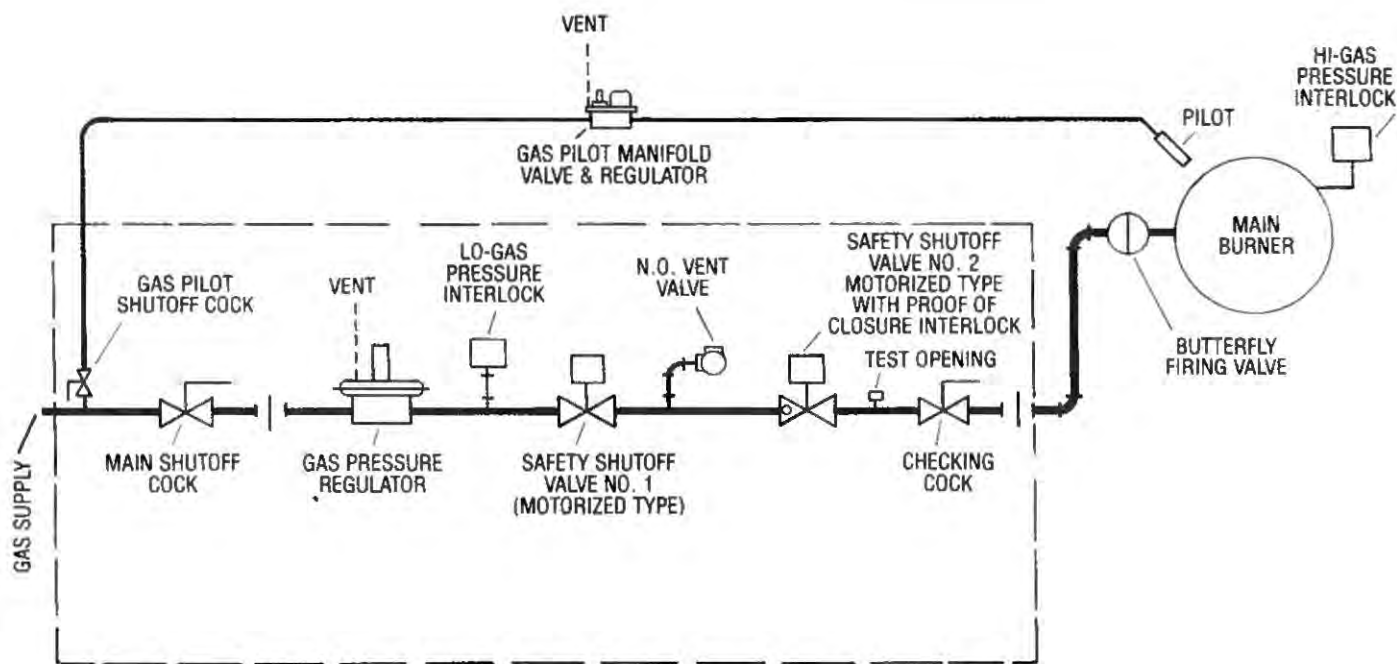 VENT
HI-GAS
PRESSURE
INTERLOCK
PILOT
GAS PILOT MANIFOLD
VALVE & REGULATOR
MAIN
BURNER
LO-GAS
PRESSURE
INTERLOCK
SAFETY SHUTOFF
VALVE NO. 2
MOTORIZED TYPE
WITH PROOF OF
CLOSURE INTERLOCK
GAS PILOT
SHUTOFF COCK
VENT
N.O. VENT
VALVE
TEST OPENING
BUTTERFLY
FIRING VALVE
GAS SUPPLY
MAIN SHUTOFF
COCK
GAS PRESSURE
REGULATOR
SAFETY SHUTOFF
VALVE NO. 1
(MOTORIZED TYPE)
CHECKING
COCK